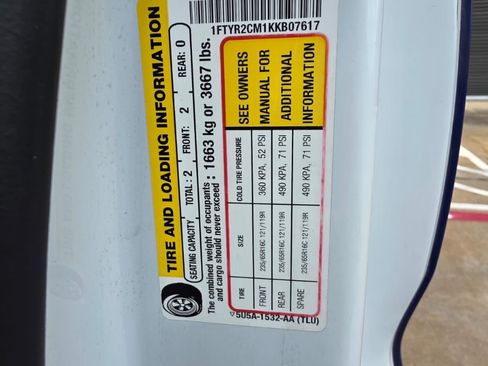 TIRE AND LOADING INFORMATION
SEATING CAPACITY TOTAL: 2 FRONT: 2 REAR: 0
The combined weight of occupants
and cargo should never exceed : 1663 kg or 3667 lbs.
1FTYR2CM1KKB07617
TIRE SIZE COLD TIRE PRESSURE
FRONT 235/65R16C 121/119R 360 KPA, 52 PSI
REAR 235/65R16C 121/119R 490 KPA, 71 PSI
SPARE 235/65R16C 121/119R 490 KPA, 71 PSI
SEE OWNERS
MANUAL FOR
ADDITIONAL
INFORMATION
5U5A-1532-AA (TLU)